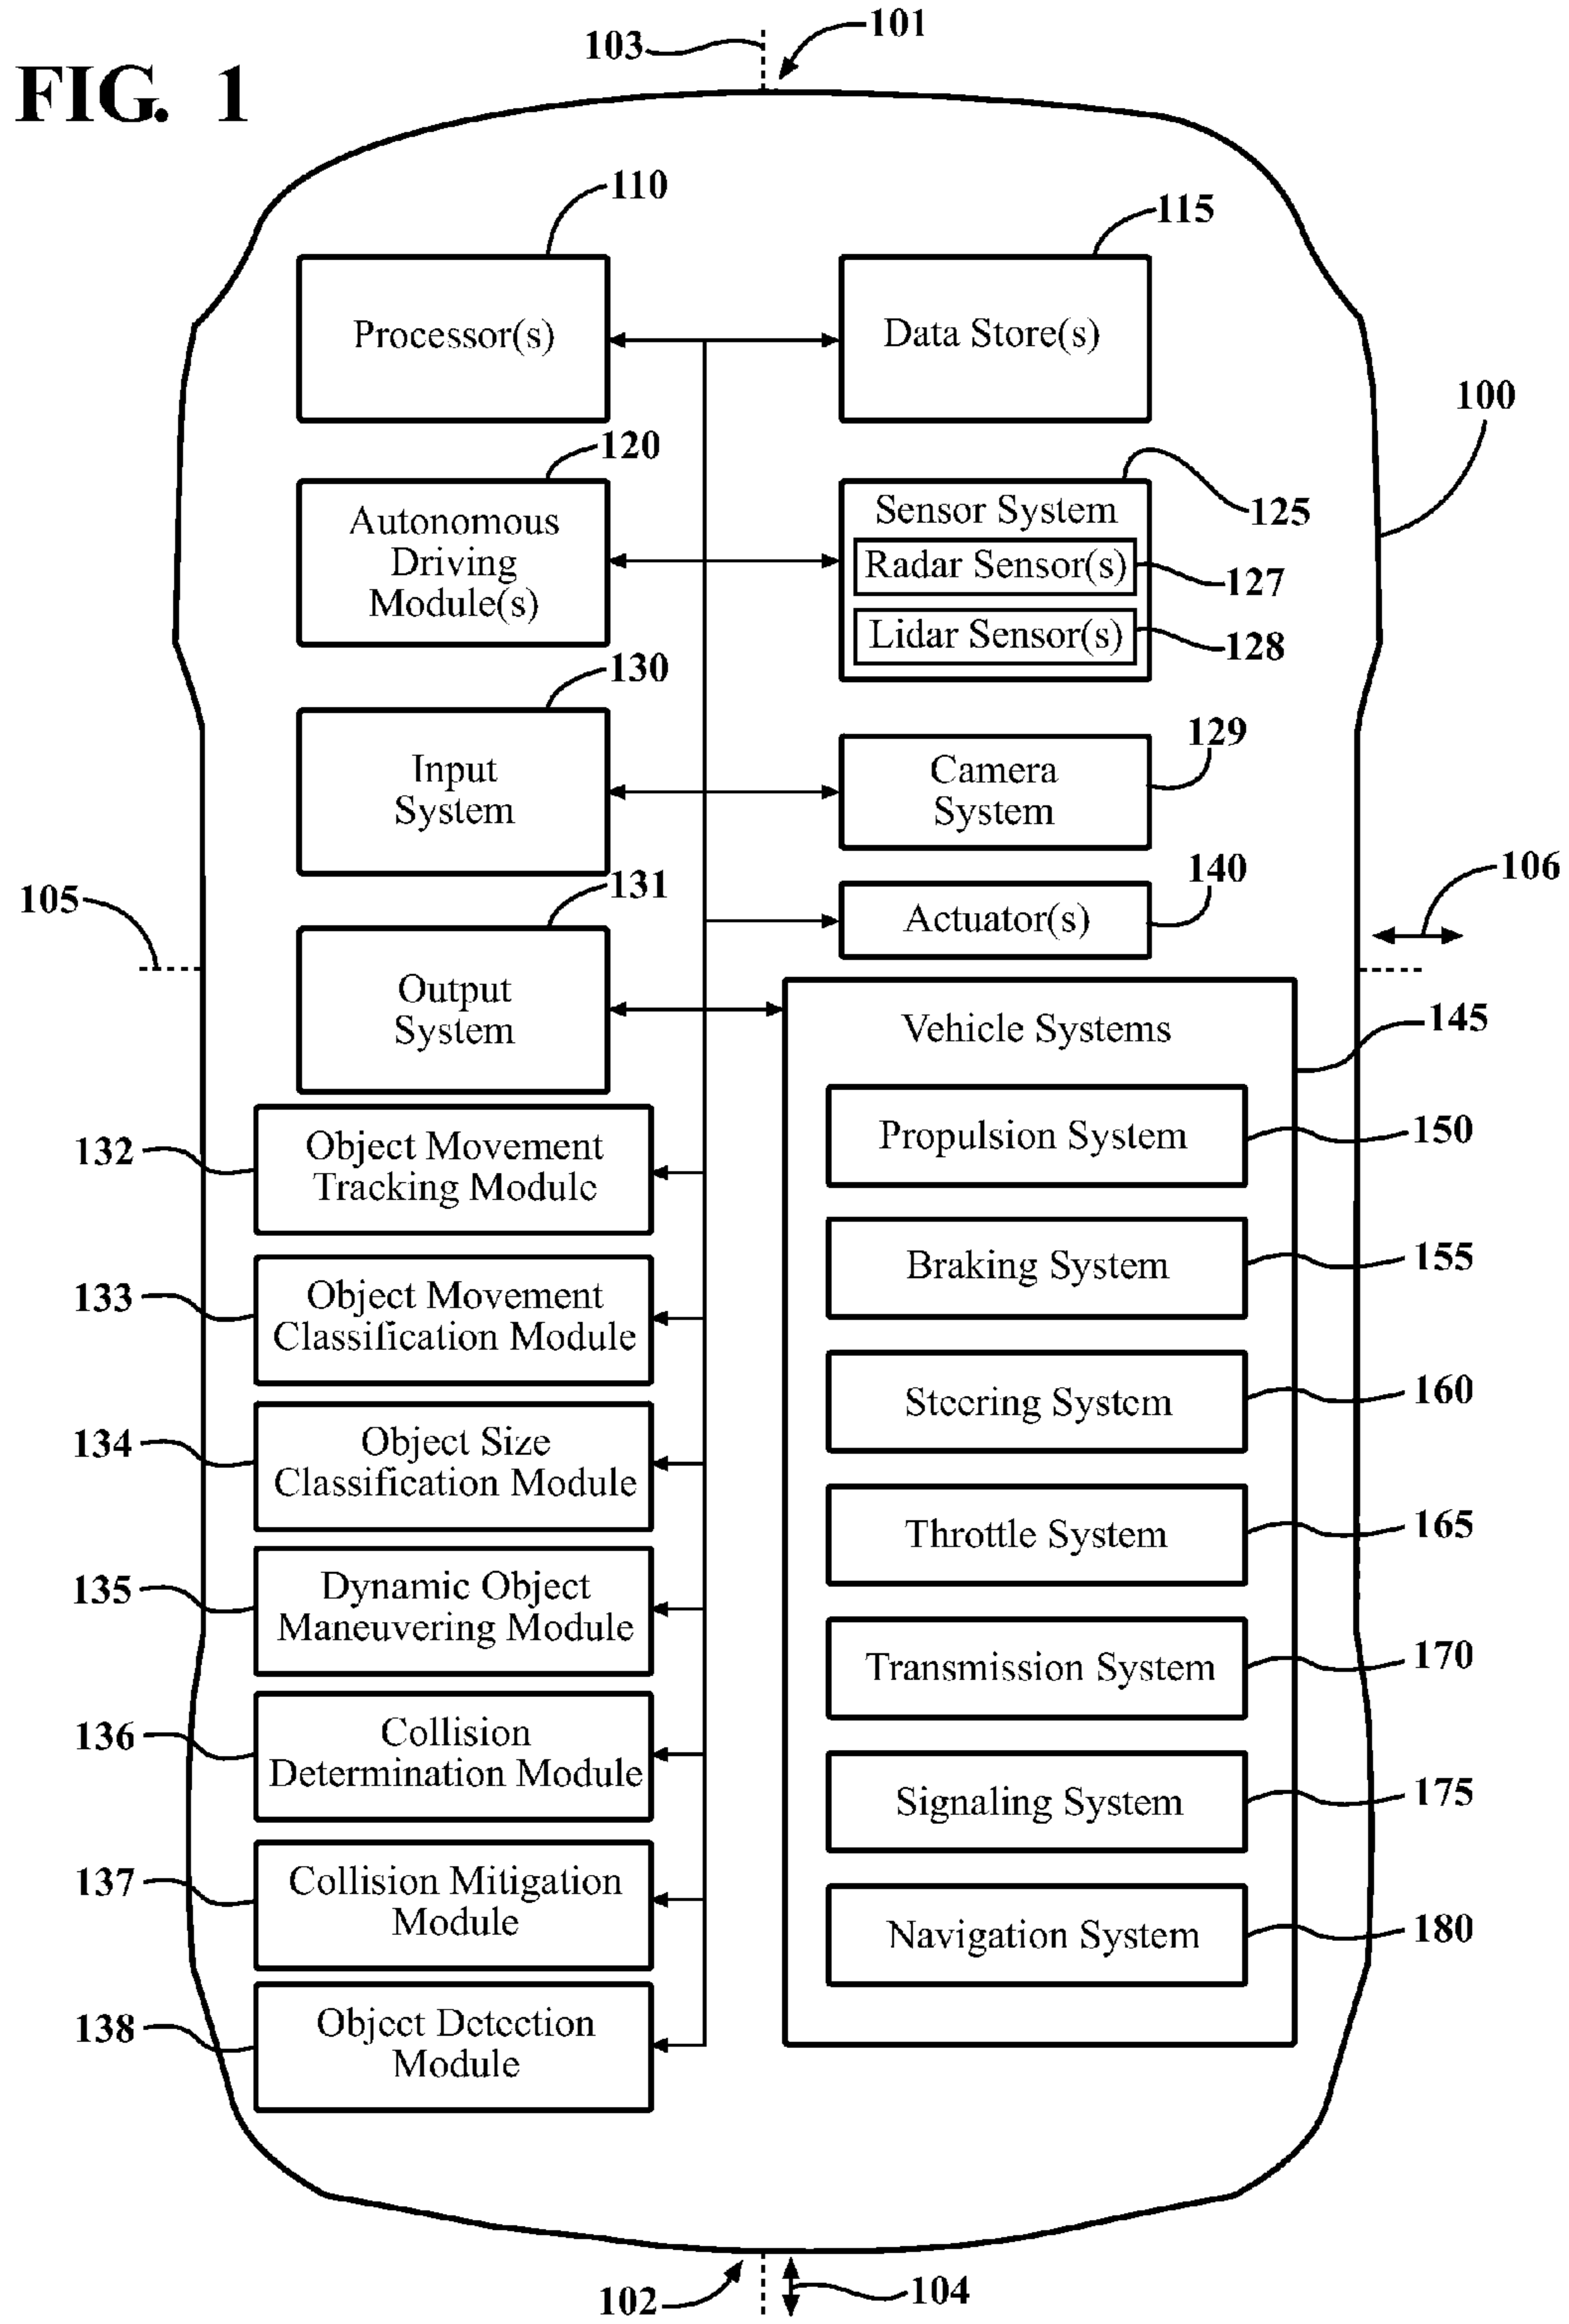 FIG. 1
103
101
110
115
Processor(s)
Data Store(s)
100
120
125
Autonomous
Driving
Module(s)
Sensor System
Radar Sensor(s)
127
Lidar Sensor(s)
128
130
129
Input
System
Camera
System
131
140
106
105
Actuator(s)
Output
System
Vehicle Systems
145
132
Object Movement
Tracking Module
Propulsion System
150
133
Object Movement
Classification Module
Braking System
155
134
Object Size
Classification Module
Steering System
160
135
Dynamic Object
Maneuvering Module
Throttle System
165
136
Collision
Determination Module
Transmission System
170
137
Collision Mitigation
Module
Signaling System
175
138
Object Detection
Module
Navigation System
180
102
104